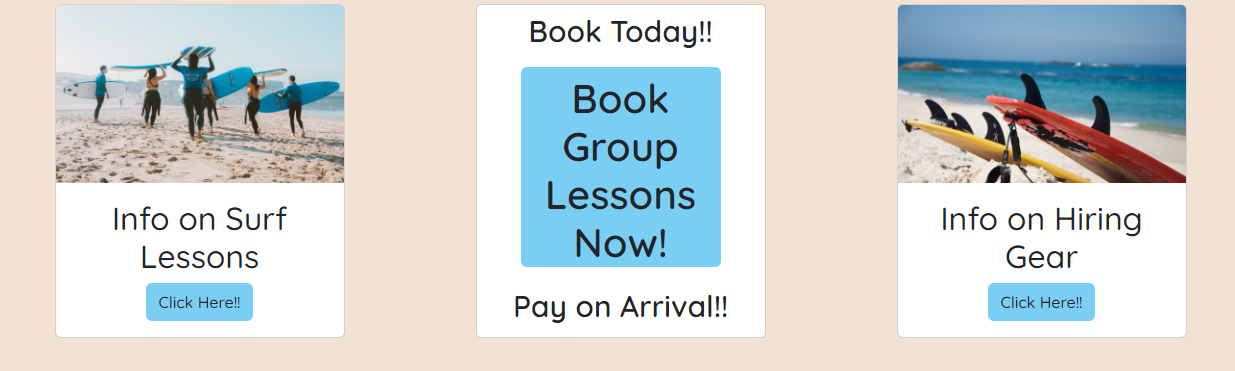 Info on Surf
Lessons
Click Here!!
Book Today!!
Book
Group
Lessons
Now!
Pay on Arrival!!
Info on Hiring
Gear
Click Here!!